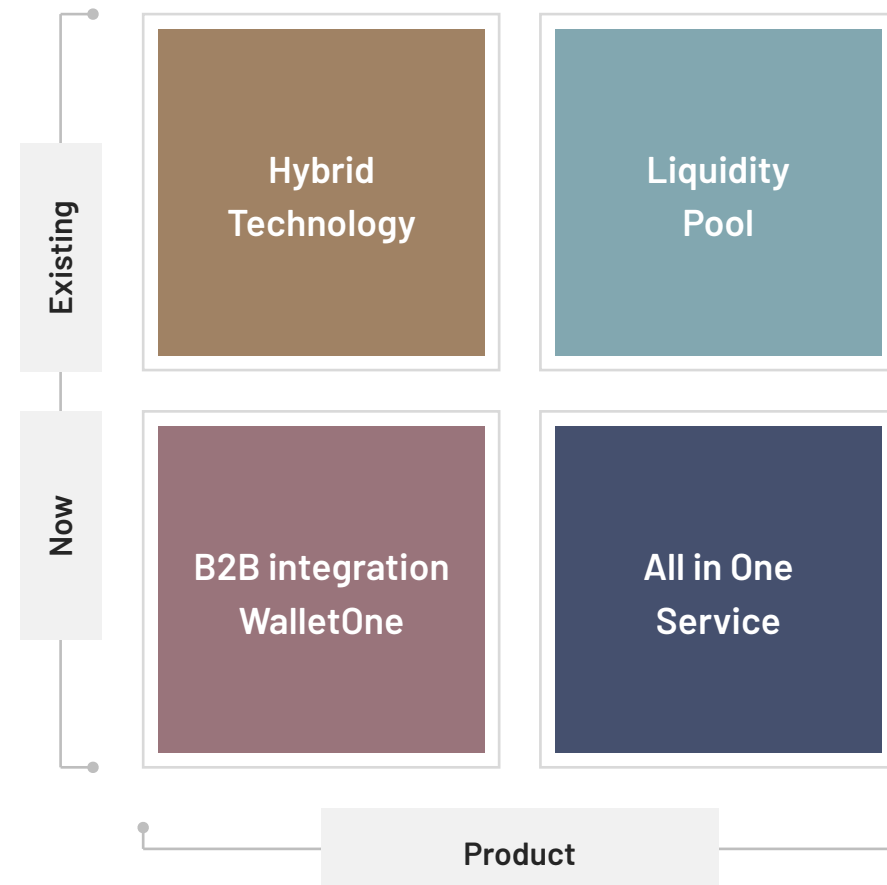 Existing
Hybrid
Technology
Liquidity
Pool
Now
B2B integration
WalletOne
All in One
Service
Product